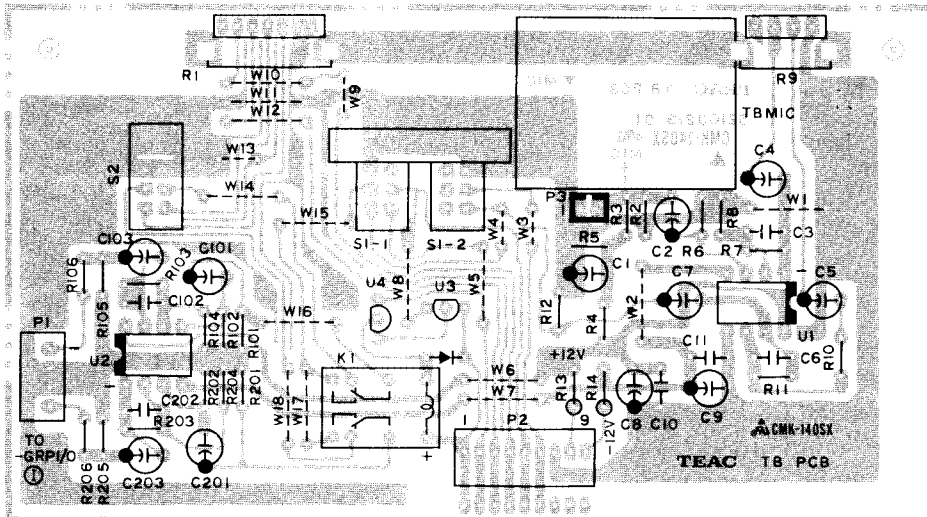 R1
W10
W11
W12
W9
R9
TBMIC
S2
W13
W14
W15
C4
P3
R3
R2
R8
W1
C103
R103
C101
S1-1
S1-2
W4
W3
R5
C2
R6
R7
C3
R106
R105
C102
U4
W8
U3
W5
C1
R12
R4
W2
C7
C5
P1
U2
R104
R102
R101
W16
K1
+12V
C11
U1
C6
R10
R202
R204
R201
C202
R203
W18
W17
W6
W7
R13
R14
R11
1
P2
9
-12V
C8
C10
C9
CMK-140SX
TO
GRPI/O
1
R206
R205
C203
C201
+
TEAC TB PCB